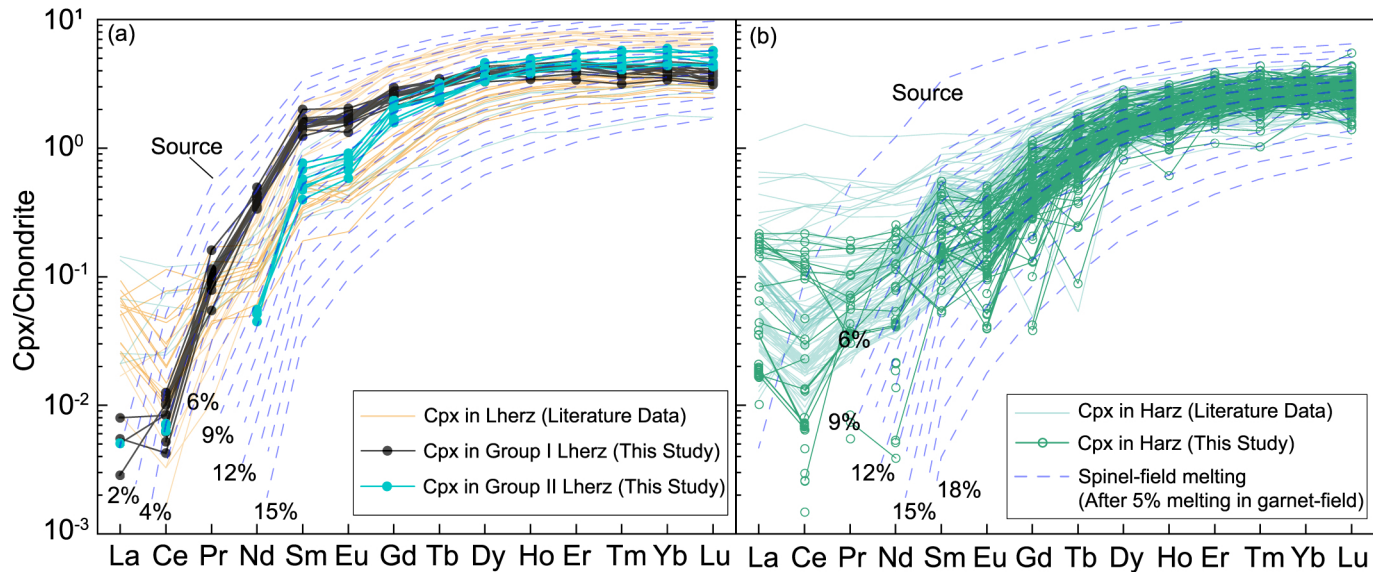 (a)
(b)
Cpx/Chondrite
10¹
10⁰
10⁻¹
10⁻²
10⁻³
Source
2%
4%
6%
9%
12%
15%
Cpx in Lherz (Literature Data)
Cpx in Group I Lherz (This Study)
Cpx in Group II Lherz (This Study)
La Ce Pr Nd Sm Eu Gd Tb Dy Ho Er Tm Yb Lu
Source
6%
9%
12%
15%
18%
Cpx in Harz (Literature Data)
Cpx in Harz (This Study)
Spinel-field melting
(After 5% melting in garnet-field)
La Ce Pr Nd Sm Eu Gd Tb Dy Ho Er Tm Yb Lu